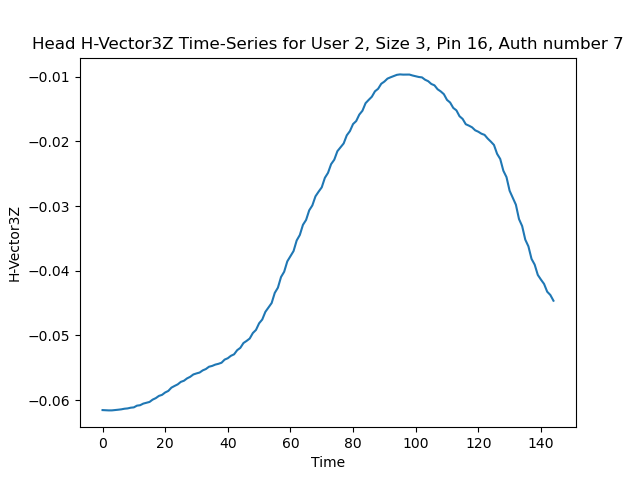 Head H-Vector3Z Time-Series for User 2, Size 3, Pin 16, Auth number 7
−0.01
−0.02
−0.03
−0.04
−0.05
−0.06
H-Vector3Z
0 20 40 60 80 100 120 140
Time